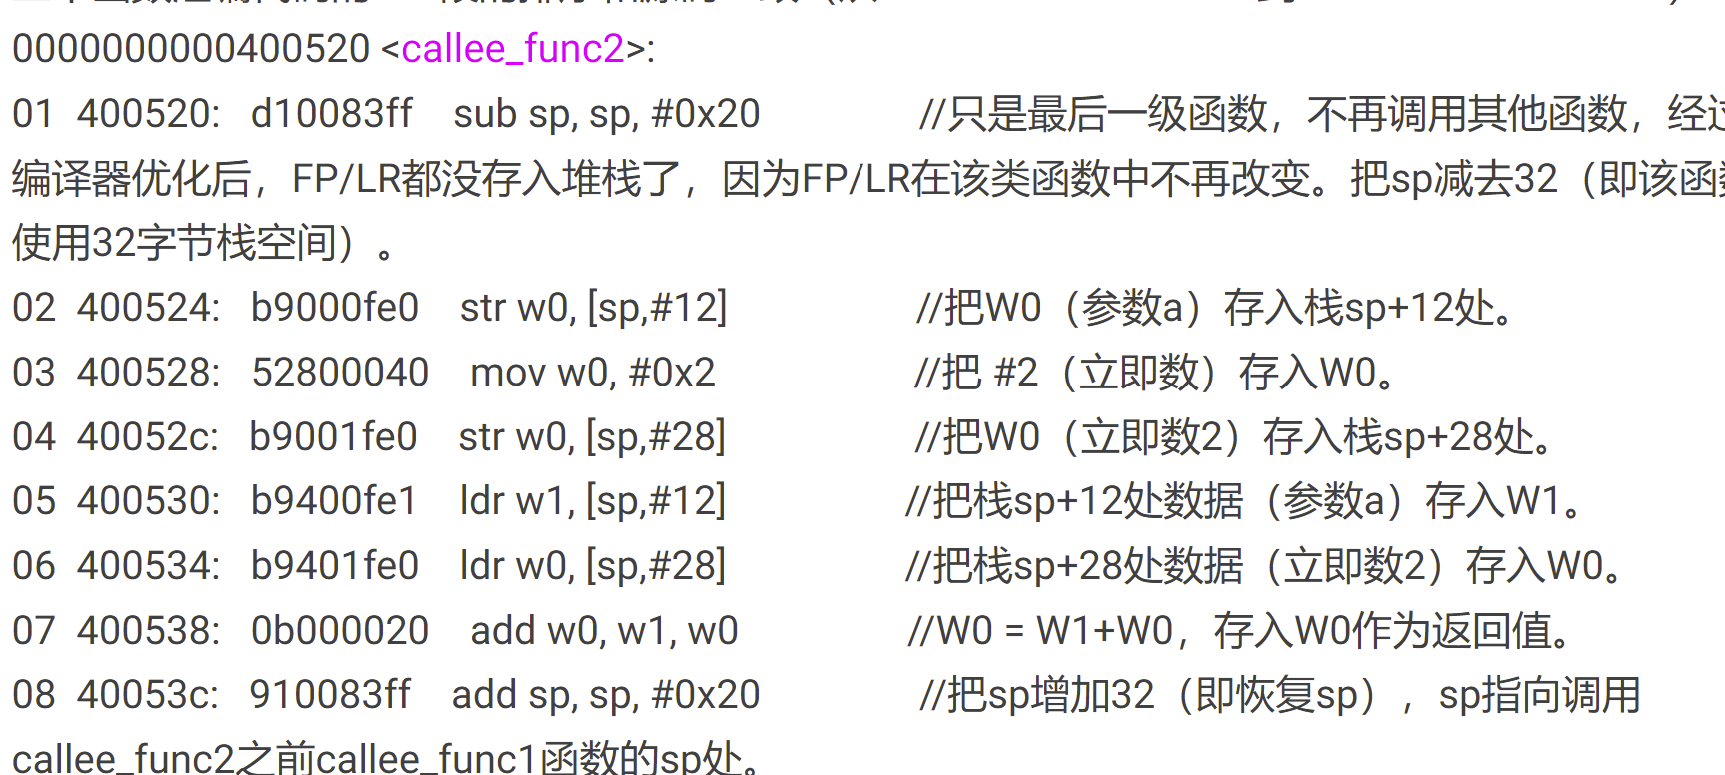 0000000000400520 <callee_func2>:
01 400520: d10083ff sub sp, sp, #0x20 //只是最后一级函数，不再调用其他函数，经过
编译器优化后，FP/LR都没存入堆栈了，因为FP/LR在该类函数中不再改变。把sp减去32（即该函数
使用32字节栈空间）。
02 400524: b9000fe0 str w0, [sp,#12] //把W0（参数a）存入栈sp+12处。
03 400528: 52800040 mov w0, #0x2 //把 #2（立即数）存入W0。
04 40052c: b9001fe0 str w0, [sp,#28] //把W0（立即数2）存入栈sp+28处。
05 400530: b9400fe1 ldr w1, [sp,#12] //把栈sp+12处数据（参数a）存入W1。
06 400534: b9401fe0 ldr w0, [sp,#28] //把栈sp+28处数据（立即数2）存入W0。
07 400538: 0b000020 add w0, w1, w0 //W0 = W1+W0，存入W0作为返回值。
08 40053c: 910083ff add sp, sp, #0x20 //把sp增加32（即恢复sp），sp指向调用
callee_func2之前callee_func1函数的sp处。